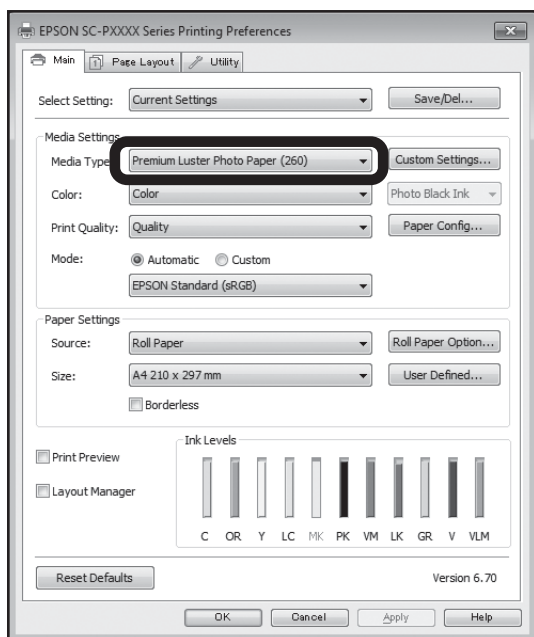 EPSON SC-PXXXX Series Printing Preferences
Main Page Layout Utility
Select Setting: Current Settings Save/Del...
Media Settings
Media Type Premium Luster Photo Paper (260) Custom Settings...
Color: Color Photo Black Ink
Print Quality: Quality Paper Config...
Mode: Automatic Custom
EPSON Standard (sRGB)
Paper Settings
Source: Roll Paper Roll Paper Option...
Size: A4 210 x 297 mm User Defined...
Borderless
Print Preview
Layout Manager
Ink Levels
C OR Y LC MK PK VM LK GR V VLM
Reset Defaults Version 6.70
OK Cancel Apply Help